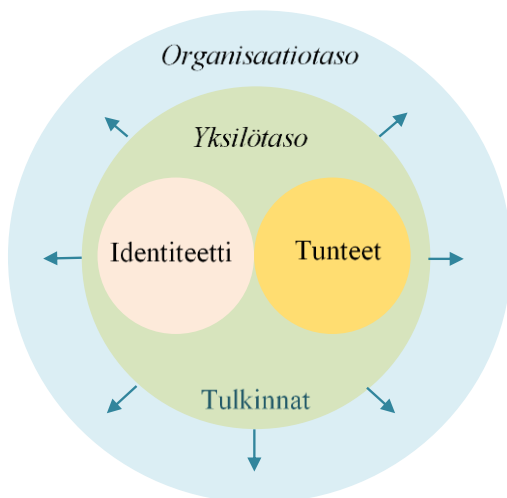 Organisaatiotaso
Yksilötaso
Identiteetti
Tunteet
Tulkinnat